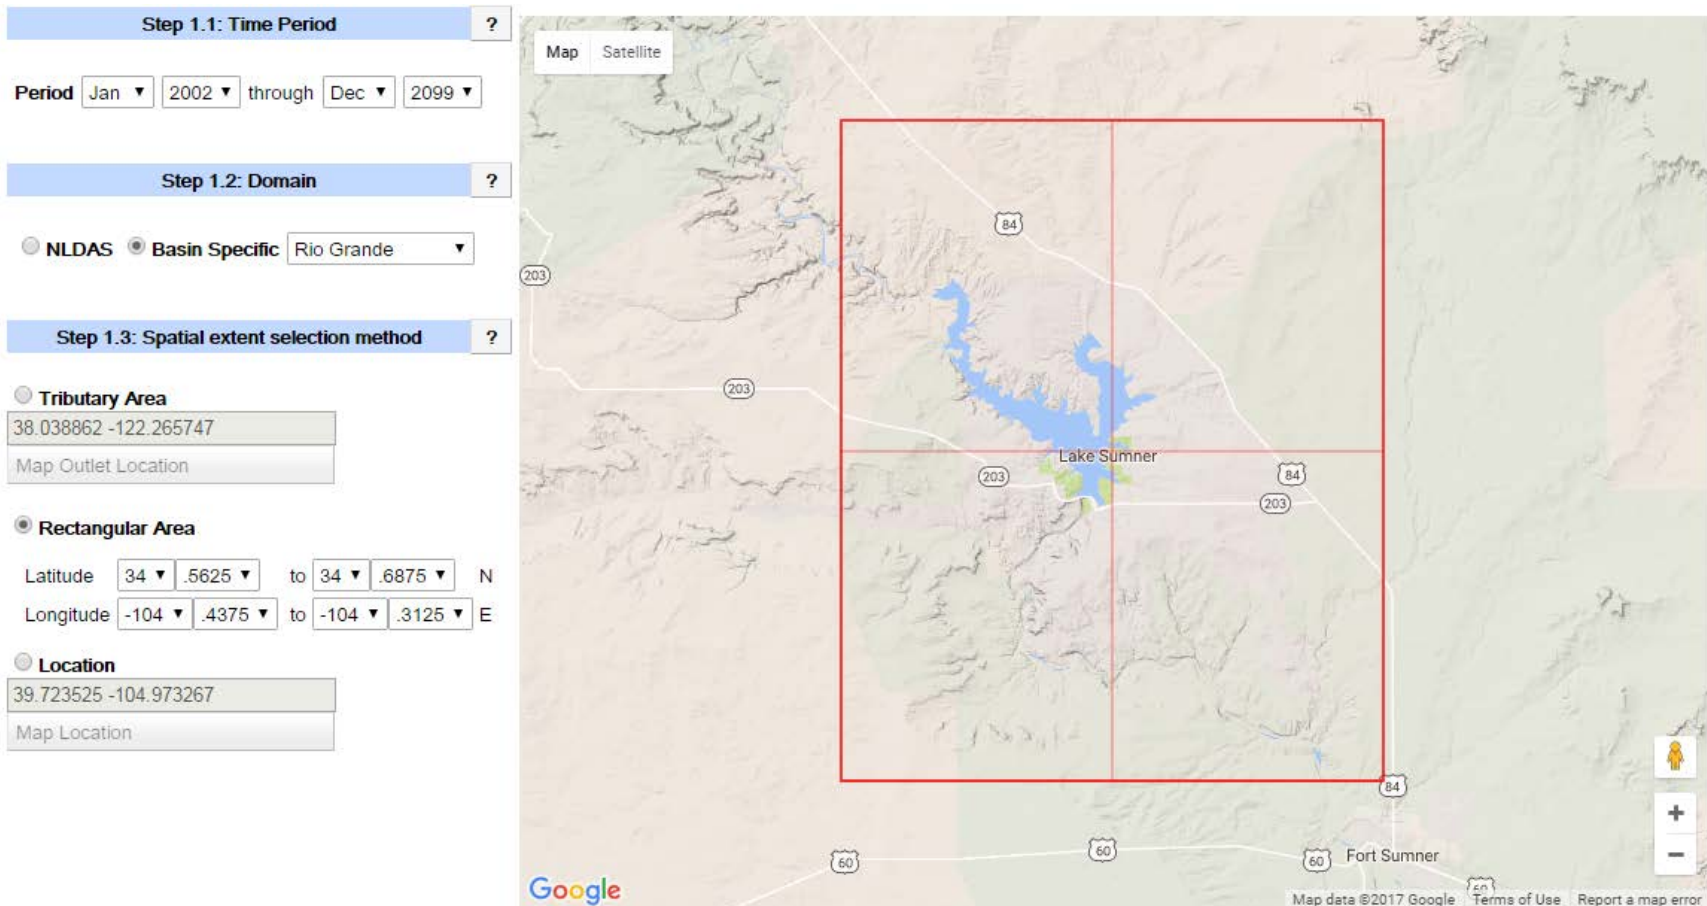 Step 1.1: Time Period ?
Period Jan 2002 through Dec 2099
Step 1.2: Domain ?
NLDAS Basin Specific Rio Grande
Step 1.3: Spatial extent selection method ?
Tributary Area
38.038862 -122.265747
Map Outlet Location
Rectangular Area
Latitude 34 .5625 to 34 .6875 N
Longitude -104 .4375 to -104 .3125 E
Location
39.723525 -104.973267
Map Location
Map Satellite
84
203
203
Lake Sumner
203
84
203
84
60
60
60
Fort Sumner
60
Google
+
−
Map data ©2017 Google Terms of Use Report a map error